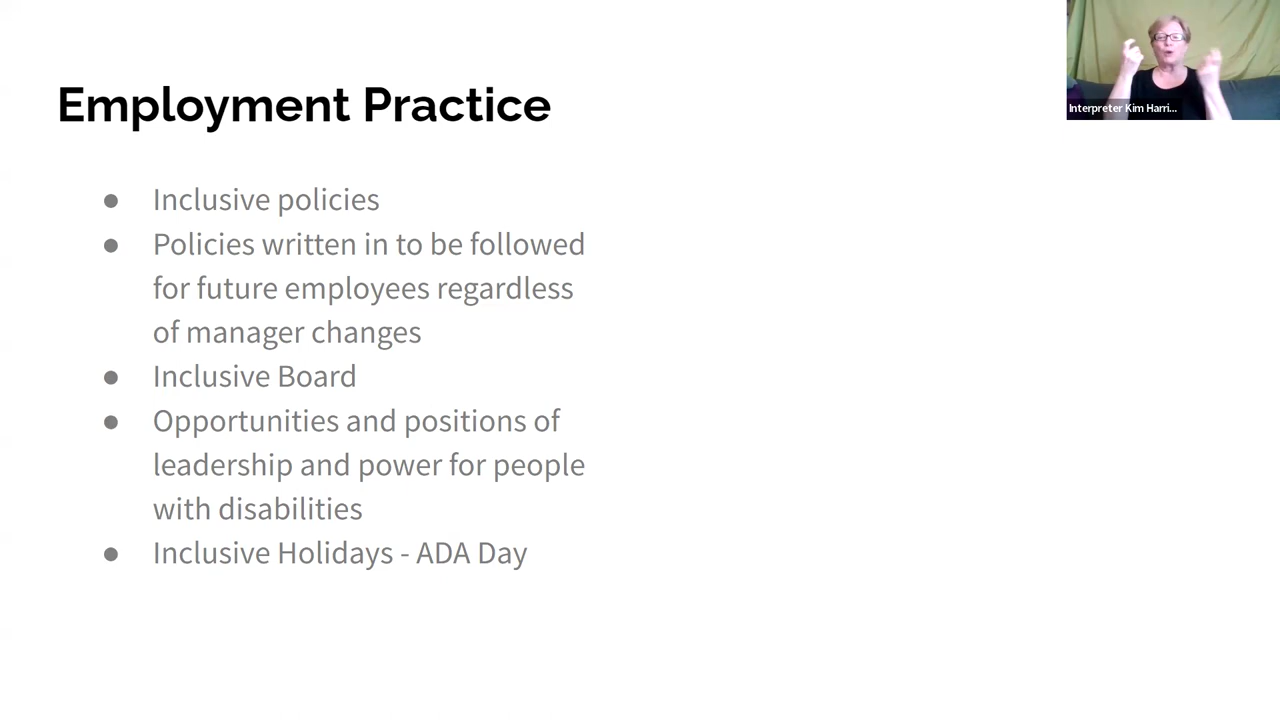 Employment Practice
Interpreter Kim Harri...
● Inclusive policies
● Policies written in to be followed
for future employees regardless
of manager changes
● Inclusive Board
● Opportunities and positions of
leadership and power for people
with disabilities
● Inclusive Holidays - ADA Day